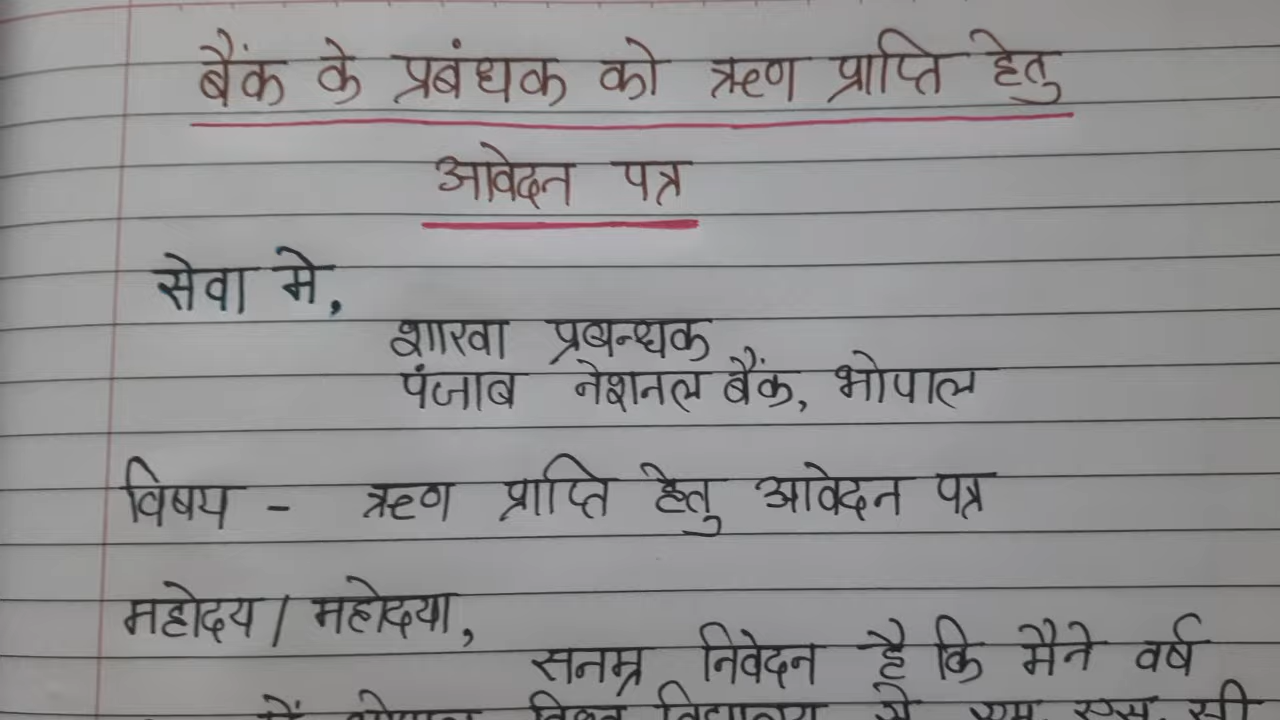 बैंक के प्रबंधक को ऋण प्राप्ति हेतु
आवेदन पत्र
सेवा मे,
शाखा प्रबन्धक
पंजाब नेशनल बैंक, भोपाल
विषय - ऋण प्राप्ति हेतु आवेदन पत्र
महोदय / महोदया,
सनम्र निवेदन है कि मैने वर्ष
में